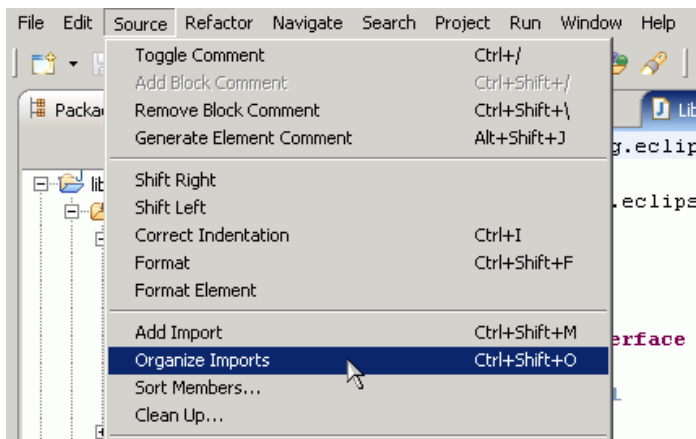 File Edit Source Refactor Navigate Search Project Run Window Help
Toggle Comment Ctrl+/
Add Block Comment Ctrl+Shift+/
Remove Block Comment Ctrl+Shift+\
Generate Element Comment Alt+Shift+J
Shift Right
Shift Left
Correct Indentation Ctrl+I
Format Ctrl+Shift+F
Format Element
Add Import Ctrl+Shift+M
Organize Imports Ctrl+Shift+O
Sort Members...
Clean Up...
Packa
J Lib
g.eclip
lib
.eclips
erface